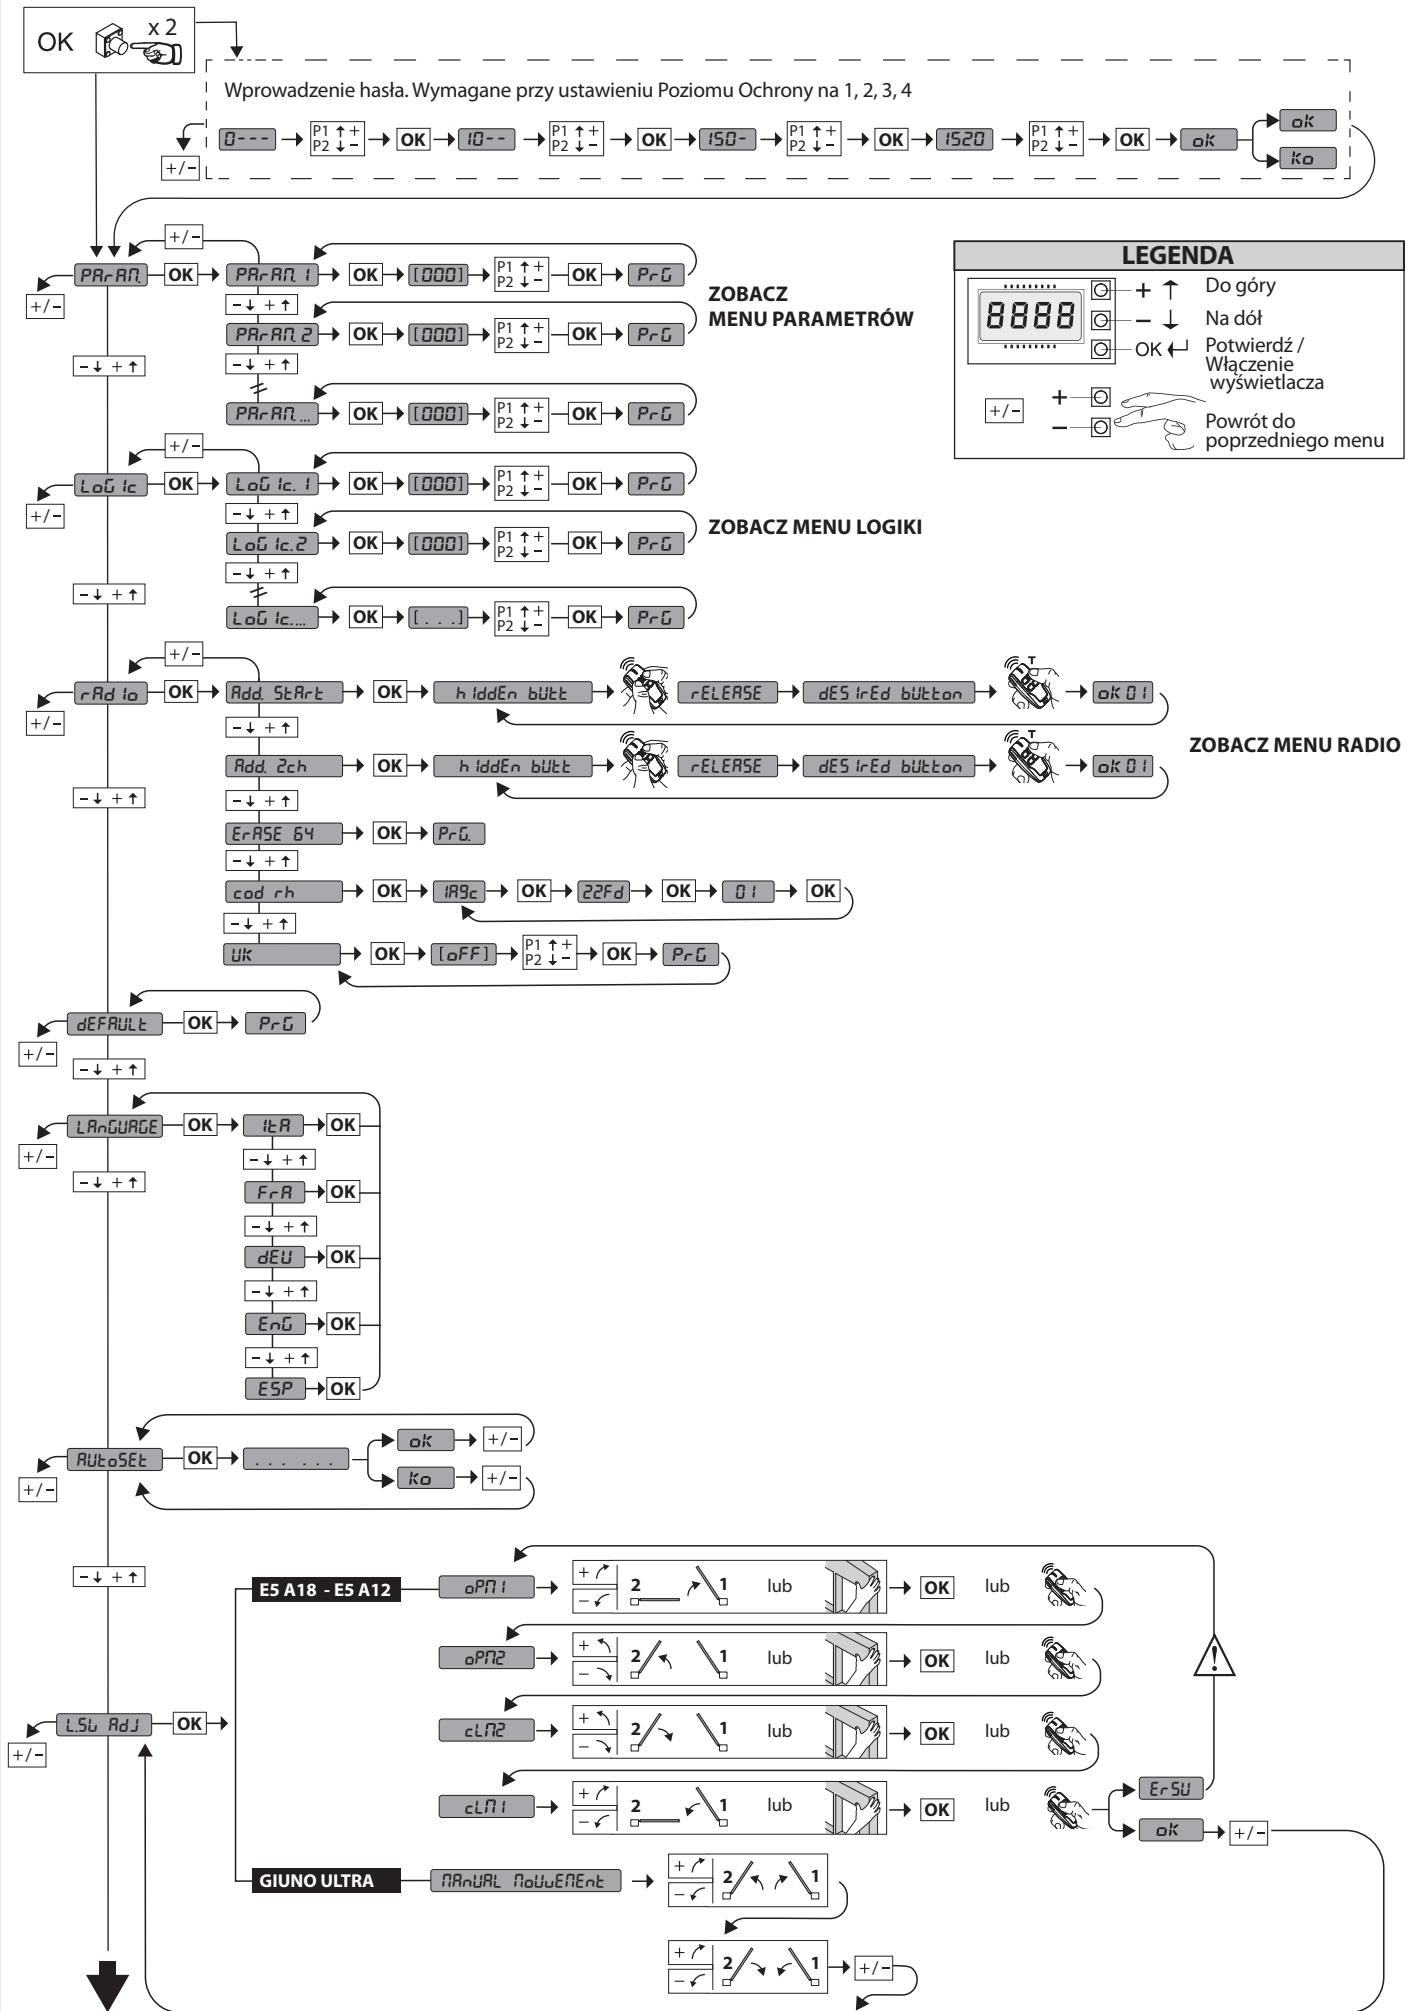 OK x 2
Wprowadzenie hasła. Wymagane przy ustawieniu Poziomu Ochrony na 1, 2, 3, 4
0--- P1 ↑ + P2 ↓ − OK 10-- P1 ↑ + P2 ↓ − OK 150- P1 ↑ + P2 ↓ − OK 1520 P1 ↑ + P2 ↓ − OK oK oK
+/- Ko
+/-
PArAM. OK PArAM. 1 OK [000] P1 ↑ + P2 ↓ − OK PrG
+/-
− ↓ + ↑
ZOBACZ
MENU PARAMETRÓW
PArAM. 2 OK [000] P1 ↑ + P2 ↓ − OK PrG
− ↓ + ↑ − ↓ + ↑
PArAM. ... OK [000] P1 ↑ + P2 ↓ − OK PrG
LEGENDA
8888
+ ↑ Do góry
− ↓ Na dół
OK Potwierdź /
Włączenie
wyświetlacza
+/- + −
Powrót do
poprzedniego menu
+/-
LoGIc OK LoGIc. 1 OK [000] P1 ↑ + P2 ↓ − OK PrG
+/- − ↓ + ↑
ZOBACZ MENU LOGIKI
LoGIc. 2 OK [000] P1 ↑ + P2 ↓ − OK PrG
− ↓ + ↑
− ↓ + ↑
LoGIc.... OK [. . .] P1 ↑ + P2 ↓ − OK PrG
+/-
rAdIo OK Add. StArt OK hIddEn bUtt rELEASE dESIrEd bUtton T oK 01
+/- − ↓ + ↑
ZOBACZ MENU RADIO
Add. 2ch OK hIddEn bUtt rELEASE dESIrEd bUtton T oK 01
− ↓ + ↑ − ↓ + ↑
ErASE 64 OK PrG.
− ↓ + ↑
cod rh OK 1A9c OK 22Fd OK 01 OK
− ↓ + ↑
UK OK [oFF] P1 ↑ + P2 ↓ − OK PrG
dEFAULt OK PrG
+/-
− ↓ + ↑
LAnGUAGE OK ItA OK
+/- − ↓ + ↑
− ↓ + ↑
FrA OK
− ↓ + ↑
dEU OK
− ↓ + ↑
EnG OK
− ↓ + ↑
ESP OK
AUtoSEt OK . . . . . . oK +/-
Ko +/-
+/-
− ↓ + ↑
E5 A18 - E5 A12 oPM1 + − 2 1 lub OK lub
oPM2 + − 2 1 lub OK lub
!
L.SW AdJ OK cLM2 + − 2 1 lub OK lub
+/-
cLM1 + − 2 1 lub OK lub
ErSW
oK +/-
GIUNO ULTRA MAnUAL MoUvEMEnt + − 2 1
+ − 2 1 +/-